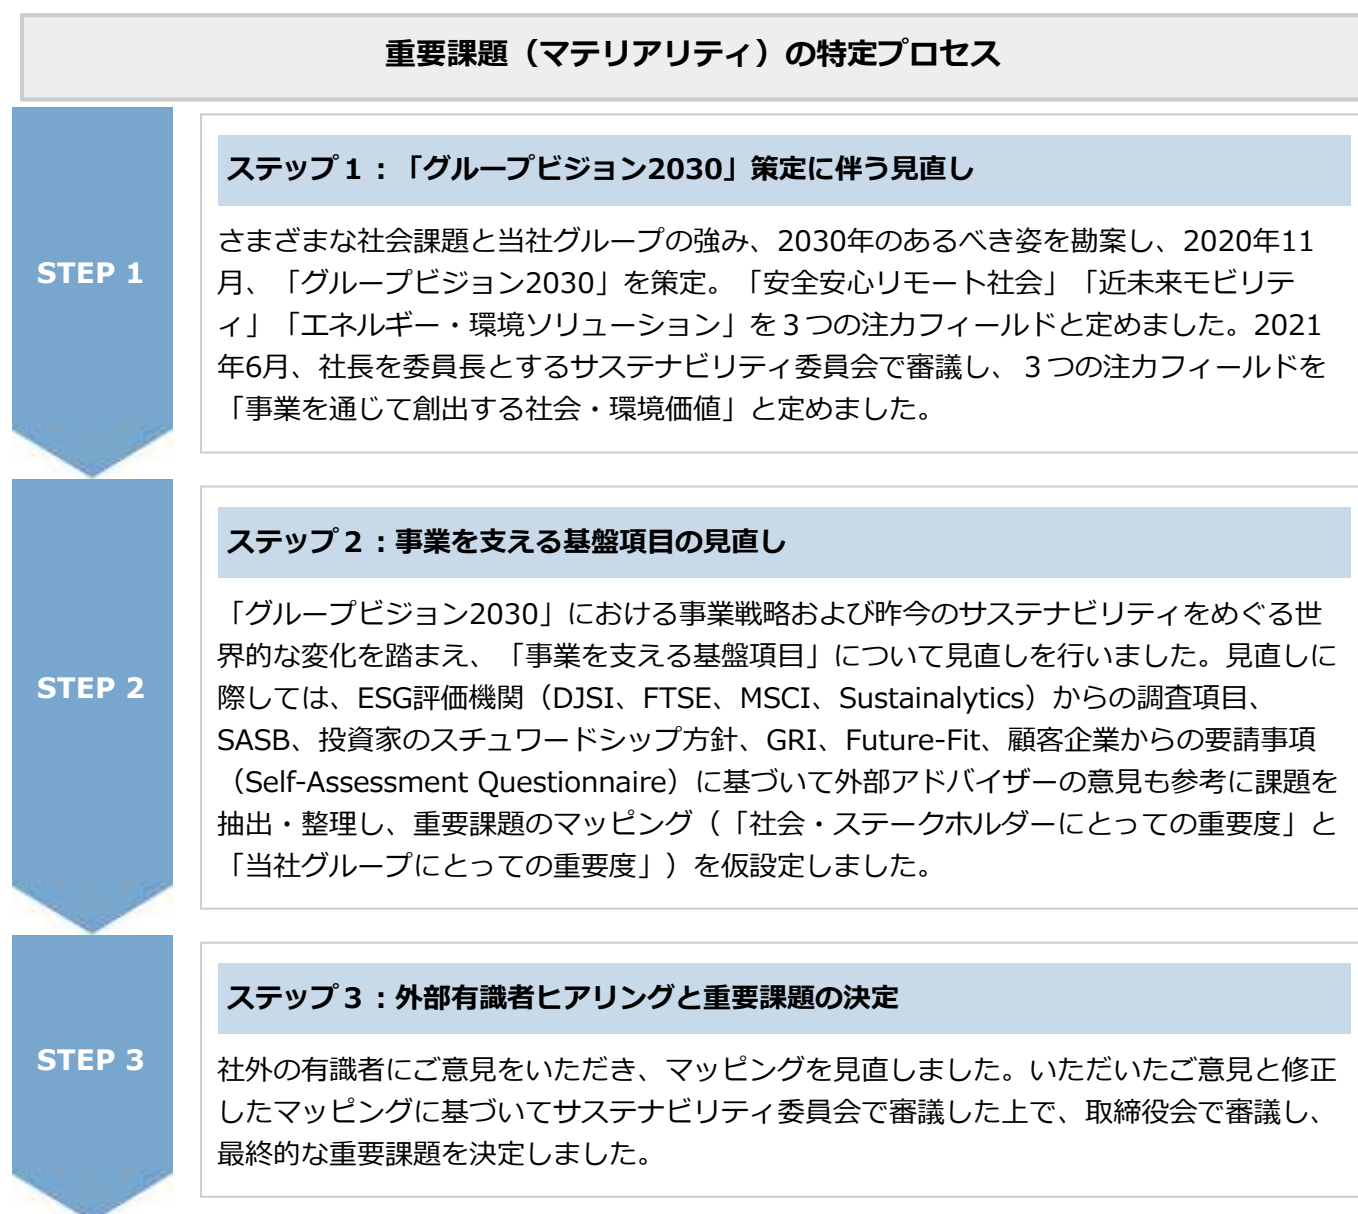 重要課題（マテリアリティ）の特定プロセス
STEP 1
ステップ１：「グループビジョン2030」策定に伴う見直し
さまざまな社会課題と当社グループの強み、2030年のあるべき姿を勘案し、2020年11
月、「グループビジョン2030」を策定。「安全安心リモート社会」「近未来モビリテ
ィ」「エネルギー・環境ソリューション」を３つの注力フィールドと定めました。2021
年6月、社長を委員長とするサステナビリティ委員会で審議し、３つの注力フィールドを
「事業を通じて創出する社会・環境価値」と定めました。
STEP 2
ステップ２：事業を支える基盤項目の見直し
「グループビジョン2030」における事業戦略および昨今のサステナビリティをめぐる世
界的な変化を踏まえ、「事業を支える基盤項目」について見直しを行いました。見直しに
際しては、ESG評価機関（DJSI、FTSE、MSCI、Sustainalytics）からの調査項目、
SASB、投資家のスチュワードシップ方針、GRI、Future-Fit、顧客企業からの要請事項
（Self-Assessment Questionnaire）に基づいて外部アドバイザーの意見も参考に課題を
抽出・整理し、重要課題のマッピング（「社会・ステークホルダーにとっての重要度」と
「当社グループにとっての重要度」）を仮設定しました。
STEP 3
ステップ３：外部有識者ヒアリングと重要課題の決定
社外の有識者にご意見をいただき、マッピングを見直しました。いただいたご意見と修正
したマッピングに基づいてサステナビリティ委員会で審議した上で、取締役会で審議し、
最終的な重要課題を決定しました。